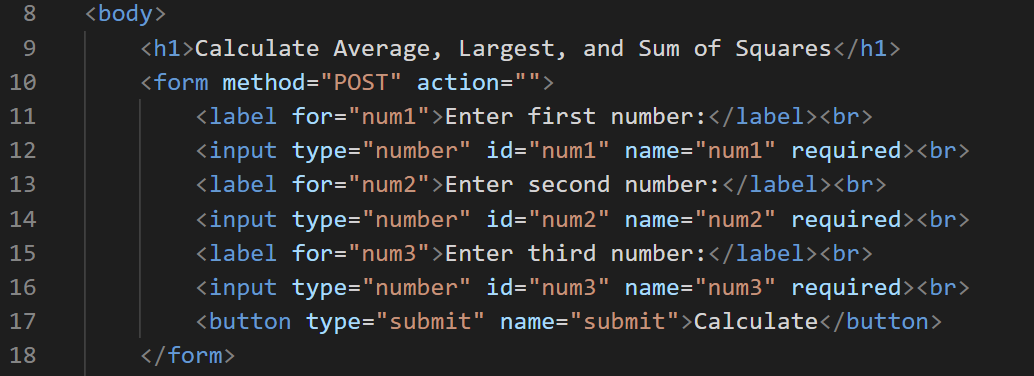 8 <body>
9 <h1>Calculate Average, Largest, and Sum of Squares</h1>
10 <form method="POST" action="">
11 <label for="num1">Enter first number:</label><br>
12 <input type="number" id="num1" name="num1" required><br>
13 <label for="num2">Enter second number:</label><br>
14 <input type="number" id="num2" name="num2" required><br>
15 <label for="num3">Enter third number:</label><br>
16 <input type="number" id="num3" name="num3" required><br>
17 <button type="submit" name="submit">Calculate</button>
18 </form>